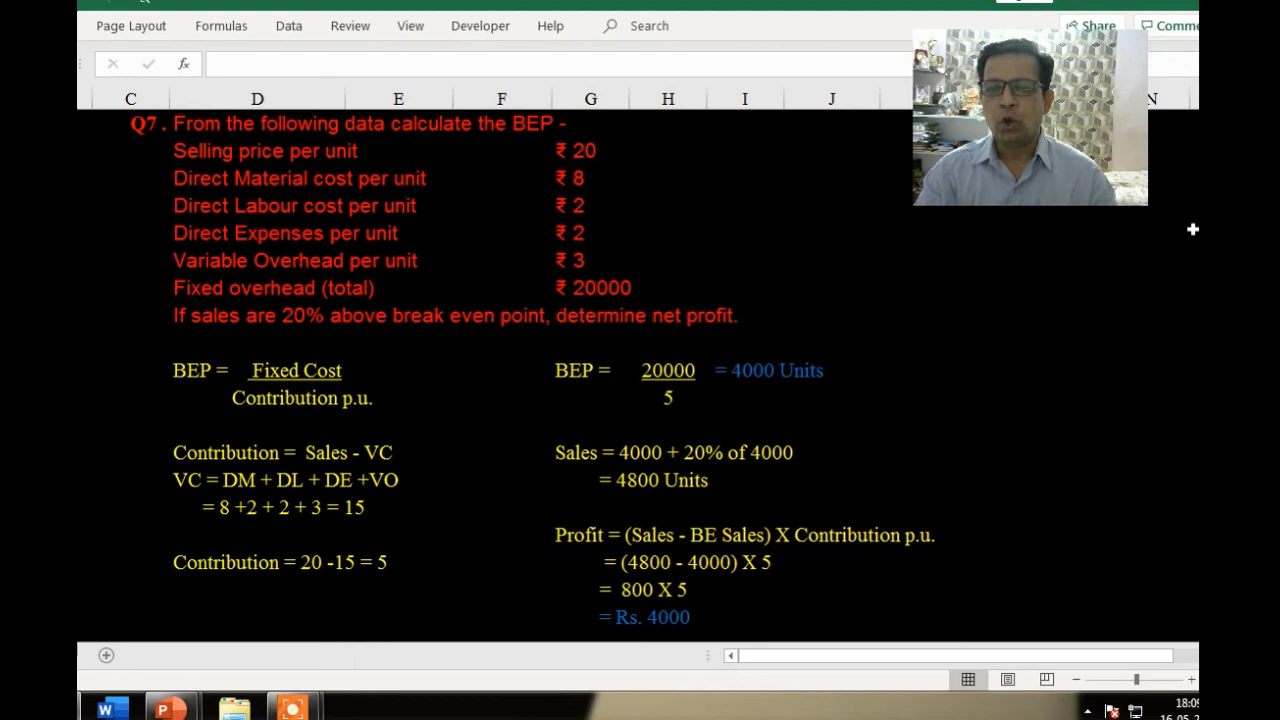 Page Layout Formulas Data Review View Developer Help Search Share Comme
fx
C D E F G H I J N
Q7 . From the following data calculate the BEP -
Selling price per unit ₹ 20
Direct Material cost per unit ₹ 8
Direct Labour cost per unit ₹ 2
Direct Expenses per unit ₹ 2
Variable Overhead per unit ₹ 3
Fixed overhead (total) ₹ 20000
If sales are 20% above break even point, determine net profit.
BEP = Fixed Cost
Contribution p.u.
BEP = 20000 = 4000 Units
5
Contribution = Sales - VC
VC = DM + DL + DE +VO
= 8 +2 + 2 + 3 = 15
Contribution = 20 -15 = 5
Sales = 4000 + 20% of 4000
= 4800 Units
Profit = (Sales - BE Sales) X Contribution p.u.
= (4800 - 4000) X 5
= 800 X 5
= Rs. 4000
18:09
16-05-2